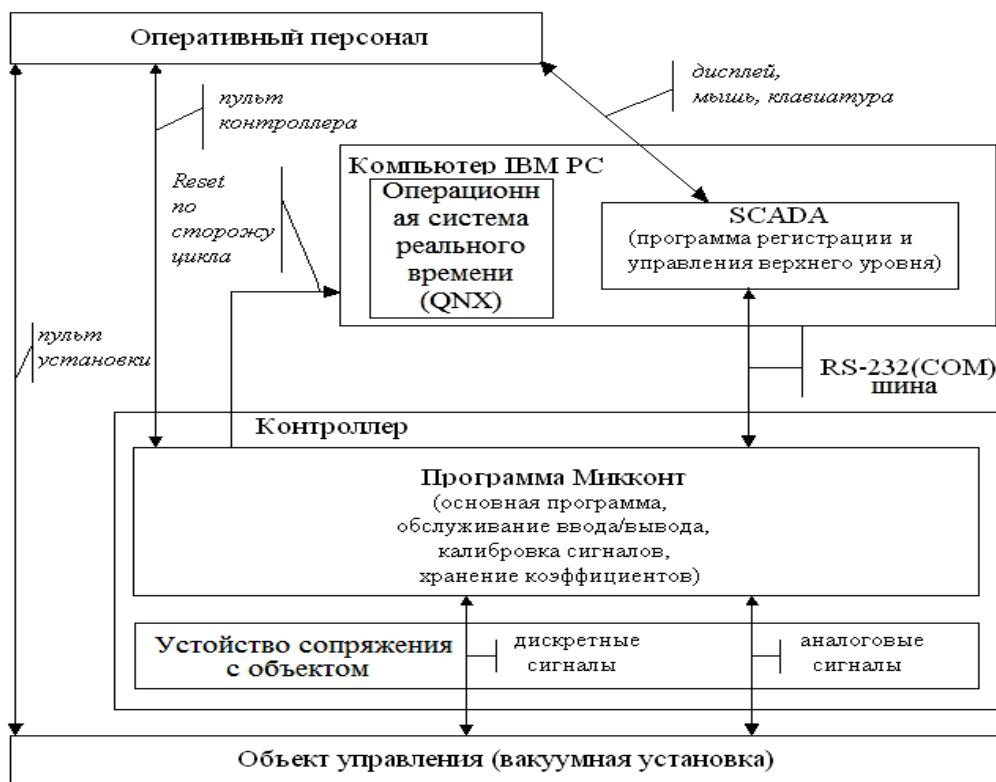 Оперативный персонал
дисплей,
мышь, клавиатура
пульт
контроллера
Компьютер IBM PC
Reset
по
сторожу
цикла
Операционн
ая система
реального
времени
(QNX)
SCADA
(программа регистрации и
управления верхнего уровня)
пульт
установки
RS-232(COM)
шина
Контроллер
Программа Микконт
(основная программа,
обслуживание ввода/вывода,
калибровка сигналов,
хранение коэффициентов)
Устойство сопряжения
с объектом
дискретные
сигналы
аналоговые
сигналы
Объект управления (вакуумная установка)